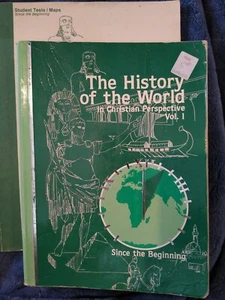 Student Tests / Maps
Since the Beginning
The History
of the World
in Christian Perspective
Vol. I
Since the Beginning